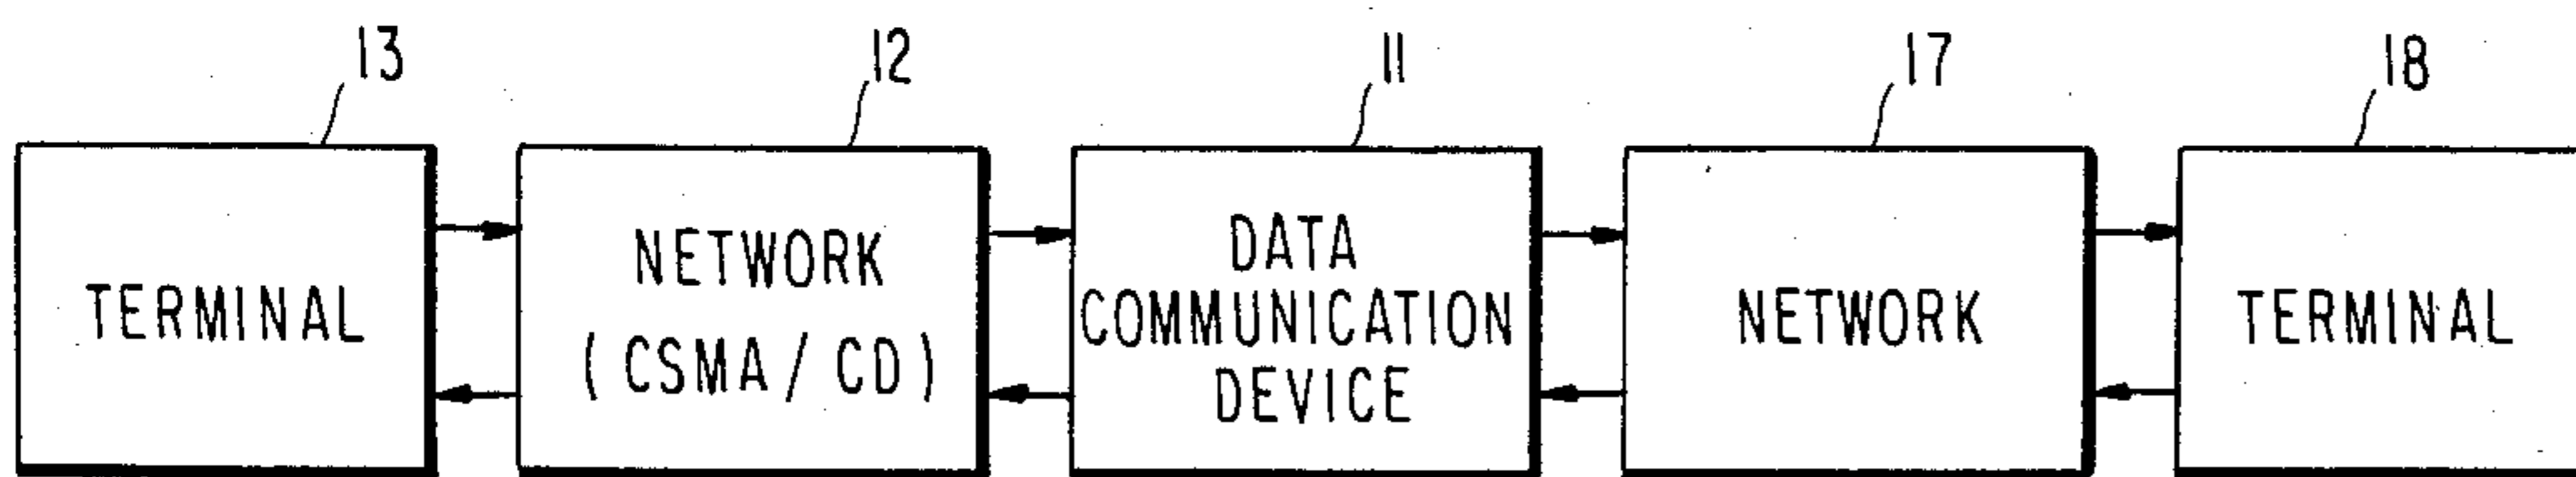 13
12
11
17
18
TERMINAL
NETWORK
(CSMA/CD)
DATA
COMMUNICATION
DEVICE
NETWORK
TERMINAL